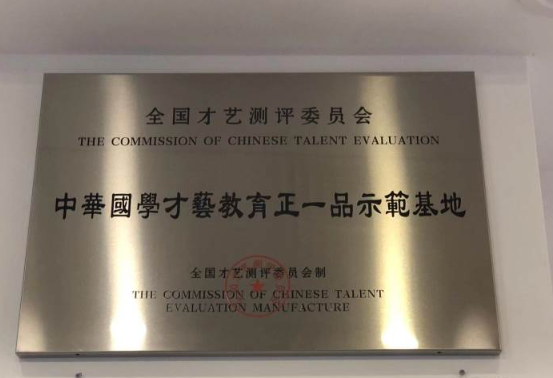 全国才艺测评委员会
THE COMMISSION OF CHINESE TALENT EVALUATION
中華國學才藝教育正一品示範基地
全国才艺测评委员会制
THE COMMISSION OF CHINESE TALENT
EVALUATION MANUFACTURE